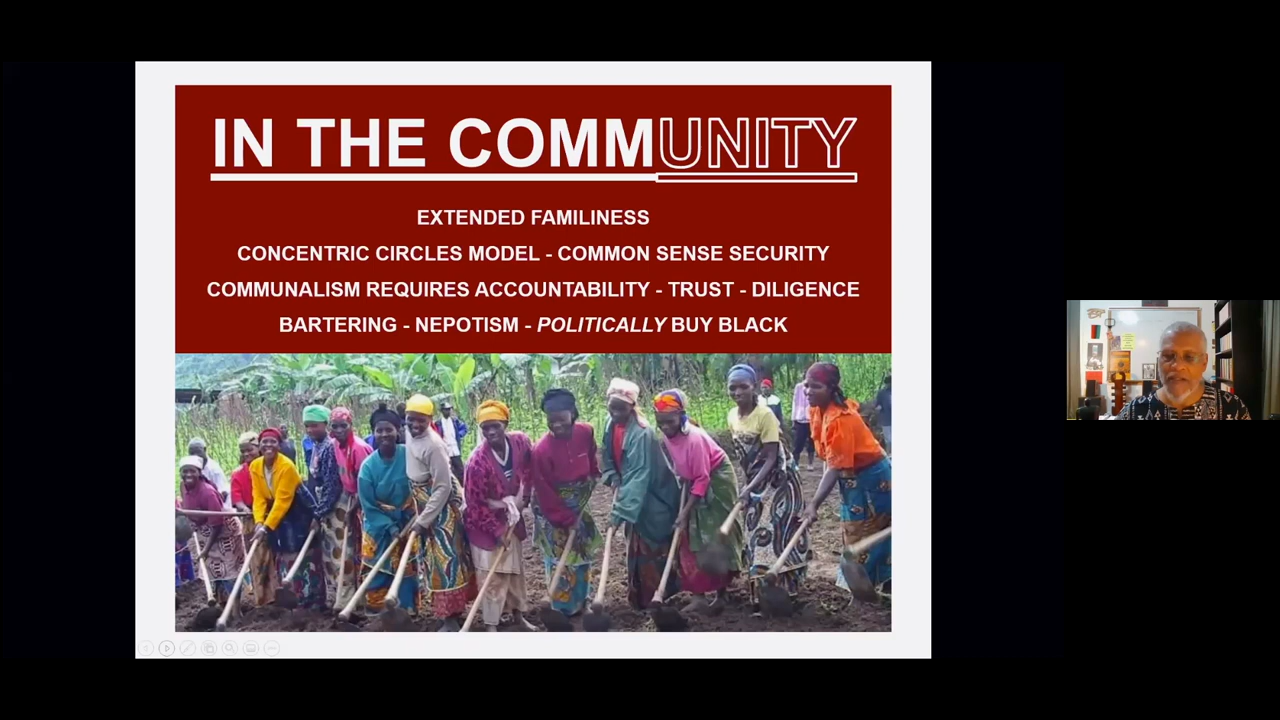 IN THE COMMUNITY
EXTENDED FAMILINESS
CONCENTRIC CIRCLES MODEL - COMMON SENSE SECURITY
COMMUNALISM REQUIRES ACCOUNTABILITY - TRUST - DILIGENCE
BARTERING - NEPOTISM - POLITICALLY BUY BLACK